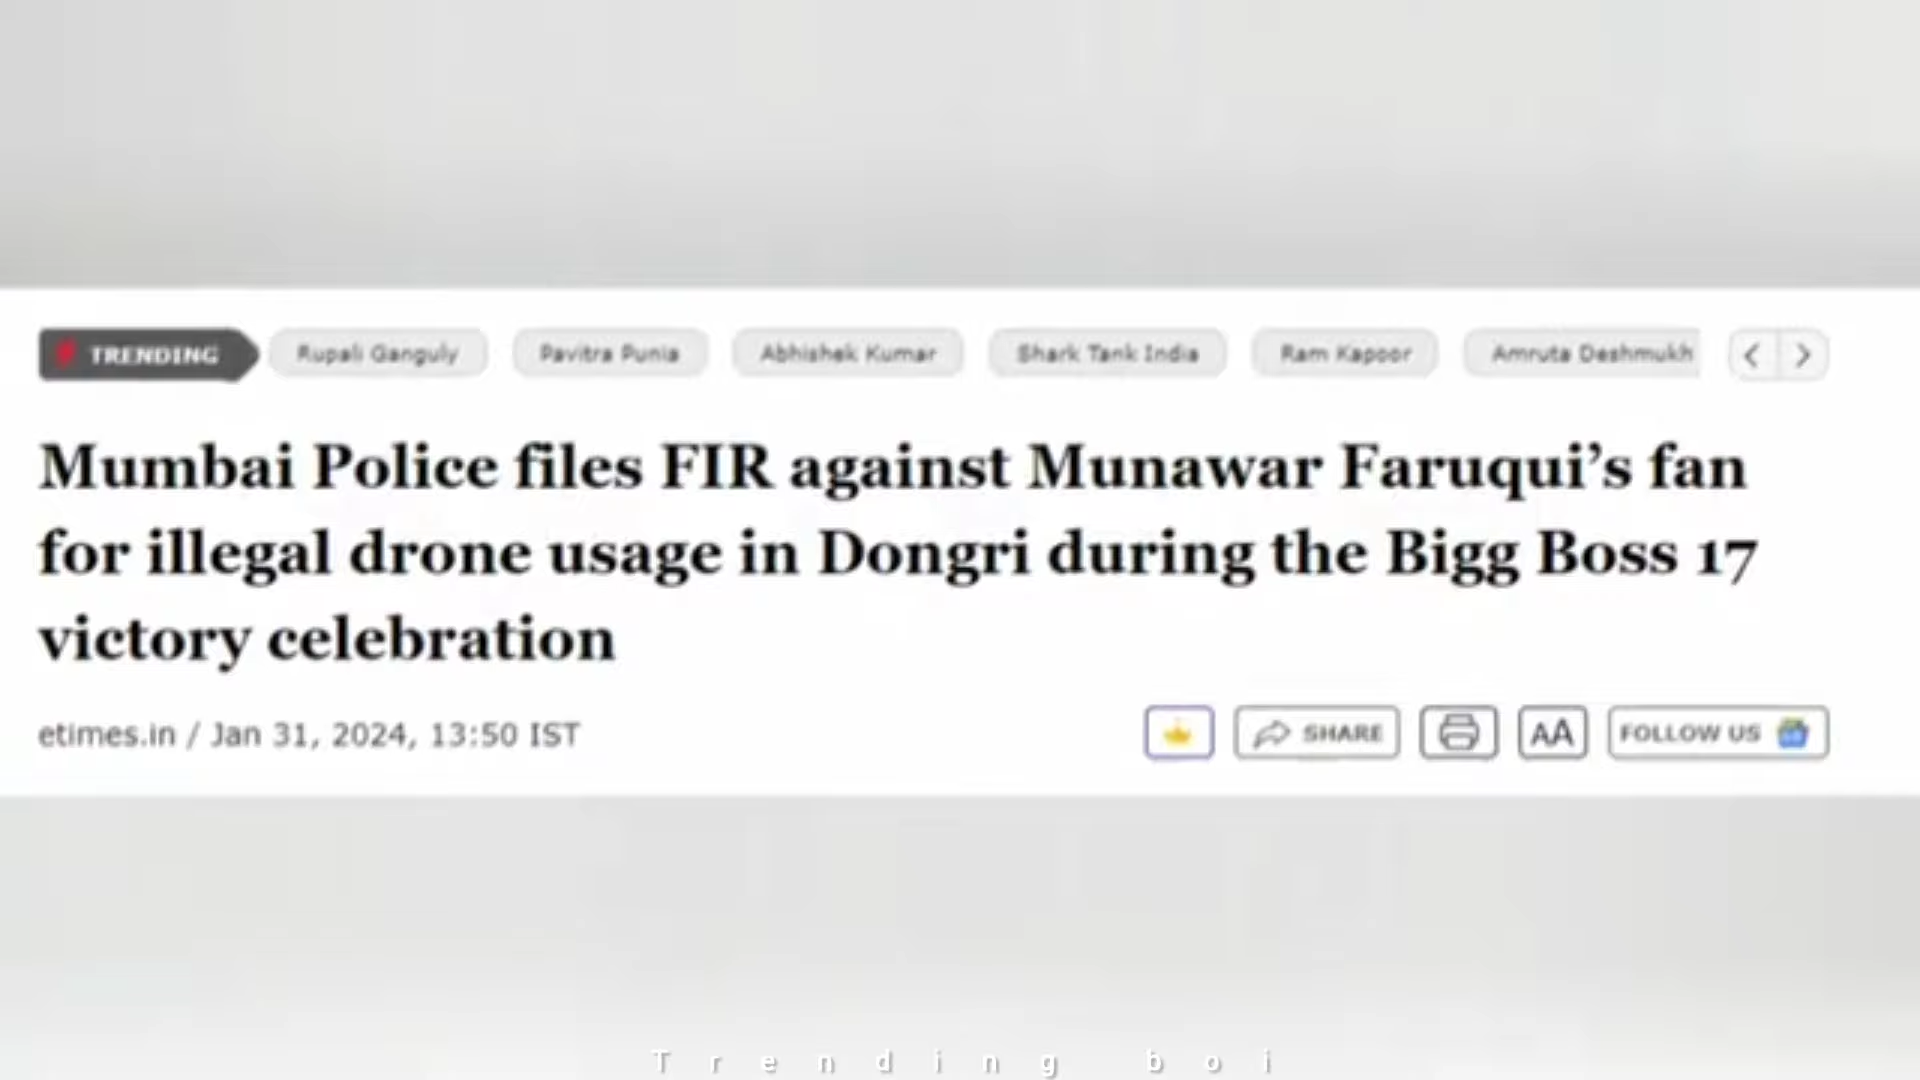 TRENDING Rupali Ganguly Pavitra Punia Abhishek Kumar Shark Tank India Ram Kapoor Amruta Deshmukh
Mumbai Police files FIR against Munawar Faruqui’s fan
for illegal drone usage in Dongri during the Bigg Boss 17
victory celebration
etimes.in / Jan 31, 2024, 13:50 IST SHARE AA FOLLOW US
Trending boi